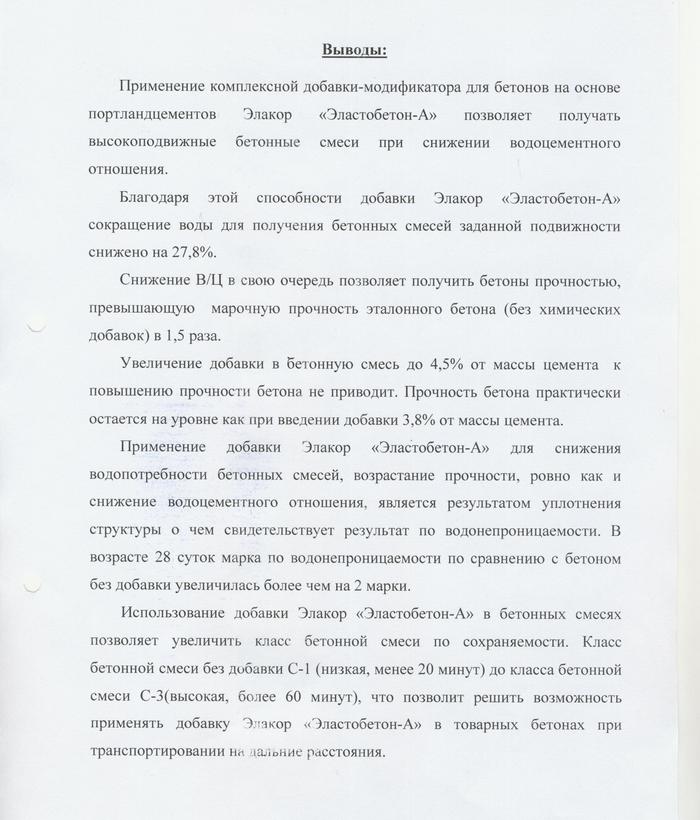 Выводы:
Применение комплексной добавки-модификатора для бетонов на основе
портландцементов Элакор «Эластобетон-А» позволяет получать
высокоподвижные бетонные смеси при снижении водоцементного
отношения.
Благодаря этой способности добавки Элакор «Эластобетон-А»
сокращение воды для получения бетонных смесей заданной подвижности
снижено на 27,8%.
Снижение В/Ц в свою очередь позволяет получить бетоны прочностью,
превышающую марочную прочность эталонного бетона (без химических
добавок) в 1,5 раза.
Увеличение добавки в бетонную смесь до 4,5% от массы цемента к
повышению прочности бетона не приводит. Прочность бетона практически
остается на уровне как при введении добавки 3,8% от массы цемента.
Применение добавки Элакор «Эластобетон-А» для снижения
водопотребности бетонных смесей, возрастание прочности, ровно как и
снижение водоцементного отношения, является результатом уплотнения
структуры о чем свидетельствует результат по водонепроницаемости. В
возрасте 28 суток марка по водонепроницаемости по сравнению с бетоном
без добавки увеличилась более чем на 2 марки.
Использование добавки Элакор «Эластобетон-А» в бетонных смесях
позволяет увеличить класс бетонной смеси по сохраняемости. Класс
бетонной смеси без добавки С-1 (низкая, менее 20 минут) до класса бетонной
смеси С-3(высокая, более 60 минут), что позволит решить возможность
применять добавку Элакор «Эластобетон-А» в товарных бетонах при
транспортировании на дальние расстояния.